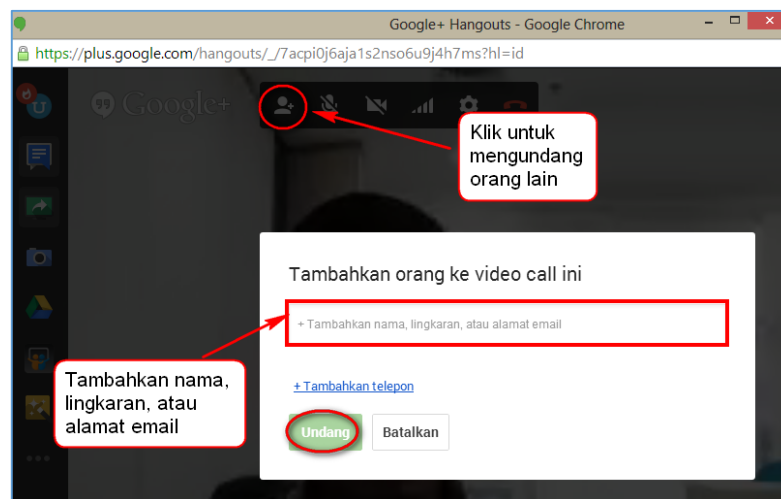 Google+ Hangouts - Google Chrome
https://plus.google.com/hangouts/_/7acpi0j6aja1s2nso6u9j4h7ms?hl=id
Google+
Klik untuk
mengundang
orang lain
Tambahkan orang ke video call ini
+ Tambahkan nama, lingkaran, atau alamat email
Tambahkan nama,
lingkaran, atau
alamat email
+ Tambahkan telepon
Undang
Batalkan